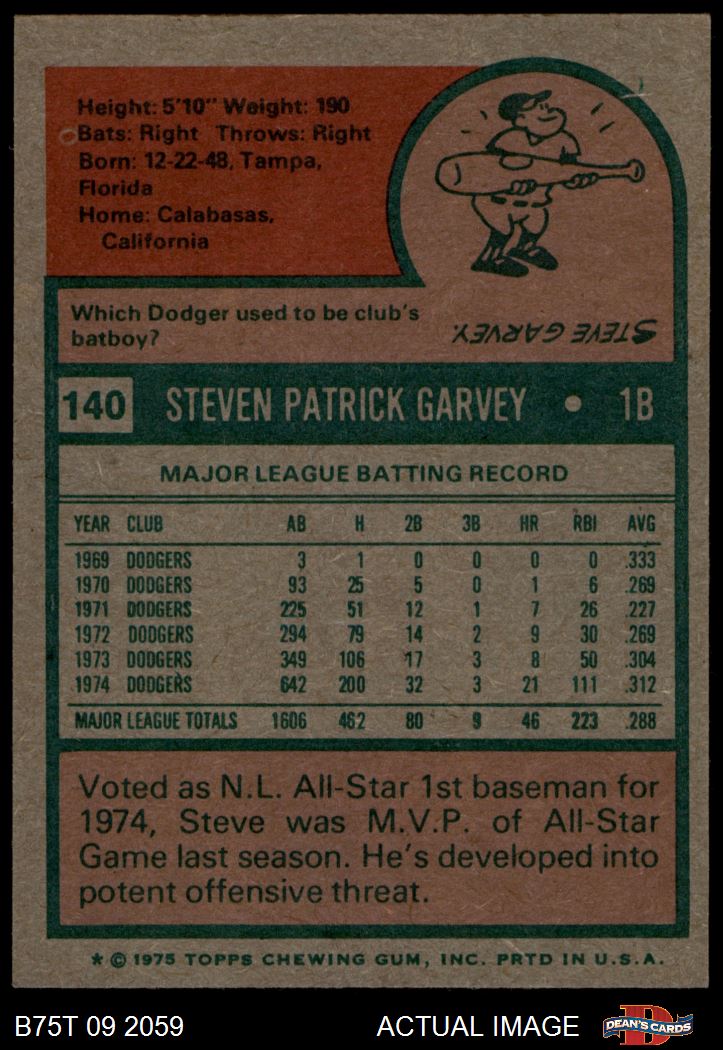 Height: 5'10" Weight: 190
Bats: Right Throws: Right
Born: 12-22-48, Tampa,
Florida
Home: Calabasas,
California
Which Dodger used to be club's
batboy?
STEVE GARVEY.
140 STEVEN PATRICK GARVEY • 1B
MAJOR LEAGUE BATTING RECORD
YEAR CLUB AB H 2B 3B HR RBI AVG
1969 DODGERS 3 1 0 0 0 0 .333
1970 DODGERS 93 25 5 0 1 6 .269
1971 DODGERS 225 51 12 1 7 26 .227
1972 DODGERS 294 79 14 2 9 30 .269
1973 DODGERS 349 106 17 3 8 50 .304
1974 DODGERS 642 200 32 3 21 111 .312
MAJOR LEAGUE TOTALS 1606 462 80 9 46 223 .288
Voted as N.L. All-Star 1st baseman for
1974, Steve was M.V.P. of All-Star
Game last season. He's developed into
potent offensive threat.
* © 1975 TOPPS CHEWING GUM, INC. PRTD IN U.S.A.
B75T 09 2059 ACTUAL IMAGE D DEAN'S CARDS